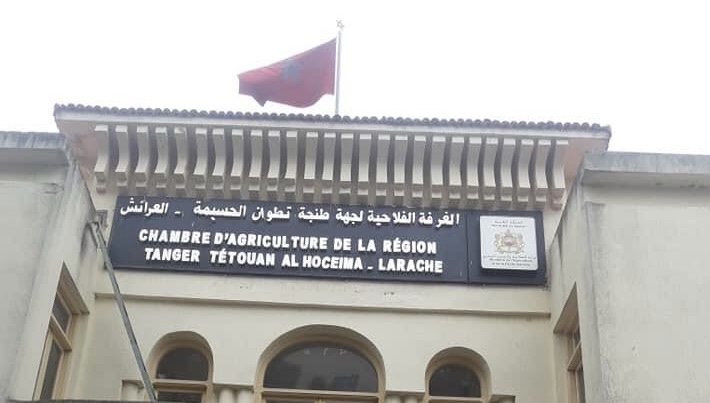 الغرفة الفلاحية لجهة طنجة تطوان الحسيمة - العرائش
CHAMBRE D'AGRICULTURE DE LA RÉGION
TANGER TÉTOUAN AL HOCEIMA - LARACHE